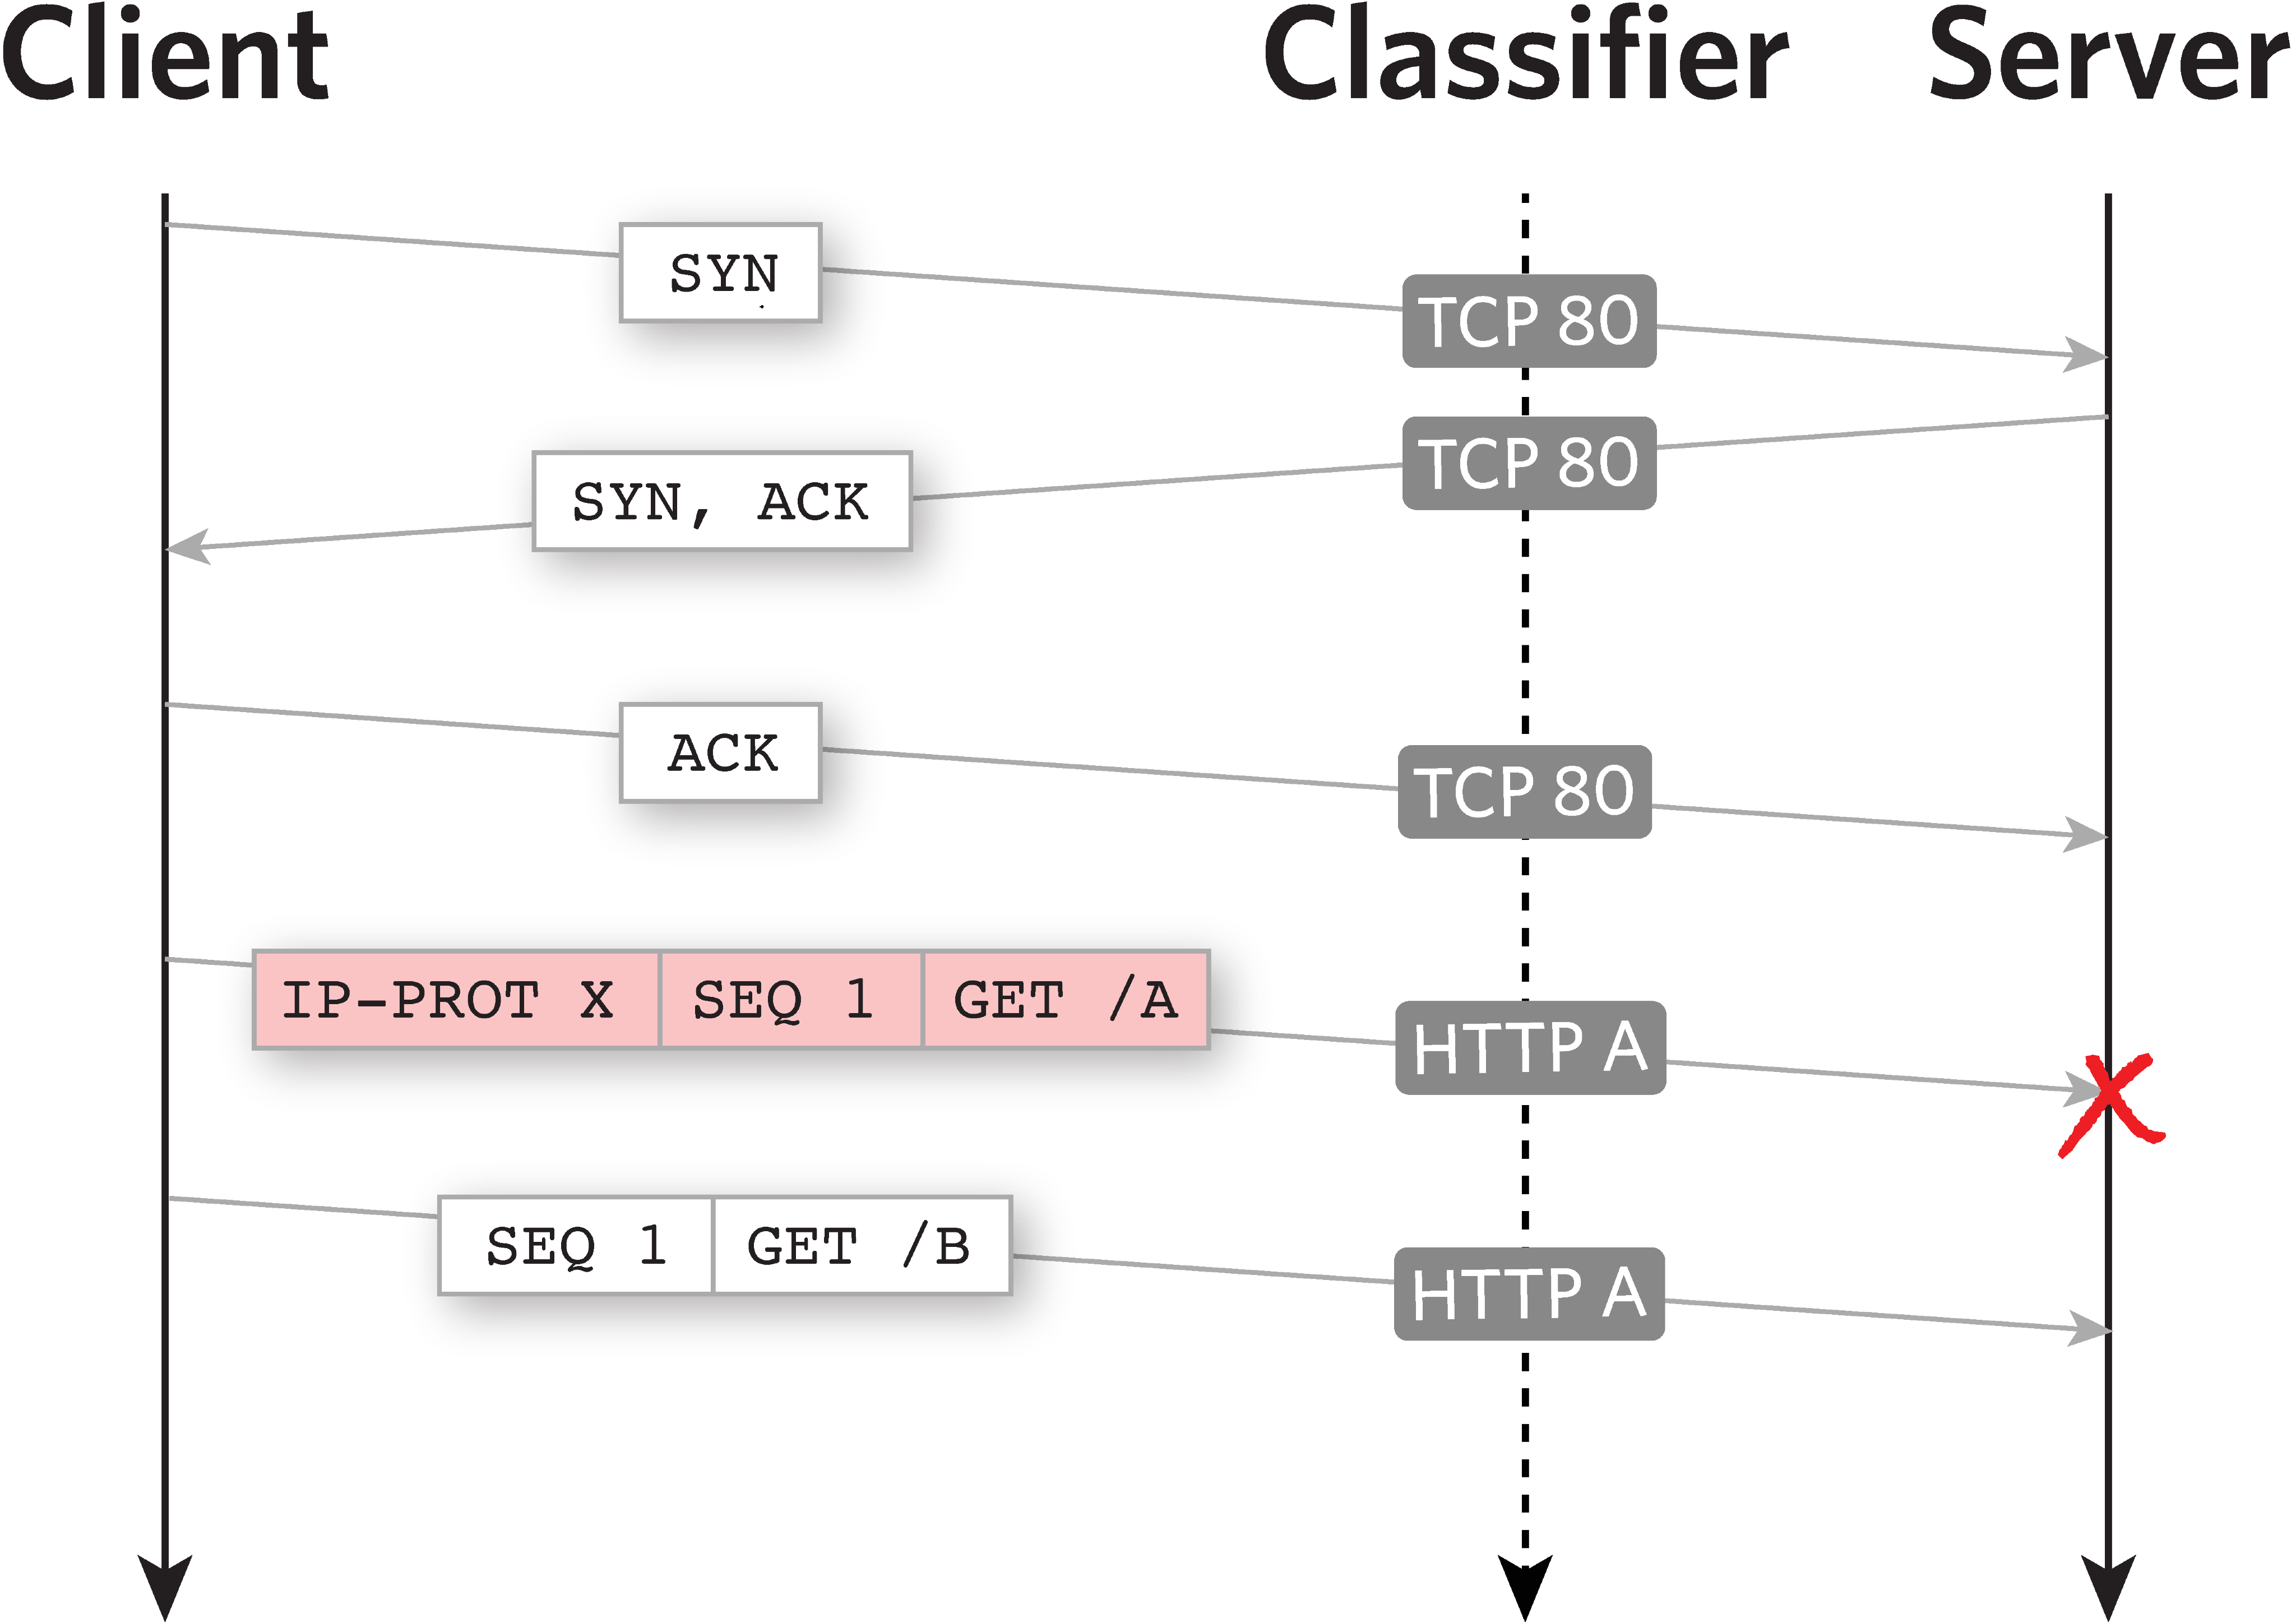 Client Classifier Server
SYN
TCP 80
TCP 80
SYN, ACK
ACK
TCP 80
IP-PROT X SEQ 1 GET /A
HTTP A
SEQ 1 GET /B
HTTP A